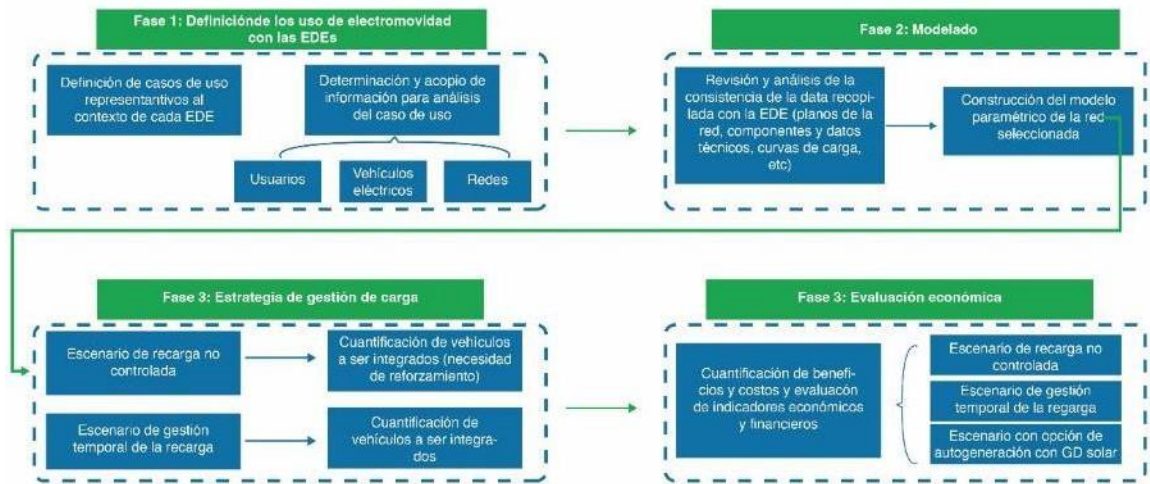 Fase 1: Definiciónde los uso de electromovidad
con las EDEs
Definición de casos de uso
representantivos al
contexto de cada EDE
Determinación y acopio de
información para análisis
del caso de uso
Usuarios
Vehículos
eléctricos
Redes
Fase 2: Modelado
Revisión y análisis de la
consistencia de la data recopi-
lada con la EDE (planos de la
red, componentes y datos
técnicos, curvas de carga,
etc)
Construcción del modelo
paramétrico de la red
seleccionada
Fase 3: Estrategia de gestión de carga
Escenario de recarga no
controlada
Cuantificación de vehículos
a ser integrados (necesidad
de reforzamiento)
Escenario de gestión
temporal de la recarga
Cuantificación de
vehículos a ser integra-
dos
Fase 3: Evaluación económica
Cuantificación de benefi-
cios y costos y evaluacón
de indicadores económicos
y financieros
Escenario de recarga no
controlada
Escenario de gestión
temporal de la regarga
Escenario con opción de
autogeneración con GD solar